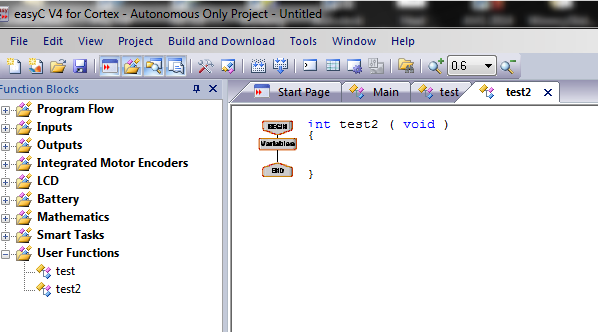 easyC V4 for Cortex - Autonomous Only Project - Untitled
File Edit View Project Build and Download Tools Window Help
0.6
Function Blocks
Start Page Main test test2
Program Flow
Inputs
Outputs
Integrated Motor Encoders
LCD
Battery
Mathematics
Smart Tasks
User Functions
test
test2
BEGIN
Variables
END
int test2 ( void )
{
}